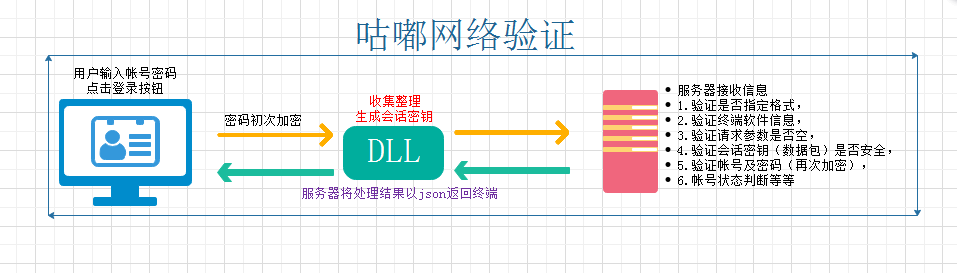 咕嘟网络验证
用户输入帐号密码
点击登录按钮
密码初次加密
收集整理
生成会话密钥
DLL
服务器将处理结果以json返回终端
• 服务器接收信息
• 1.验证是否指定格式，
• 2.验证终端软件信息，
• 3.验证请求参数是否空，
• 4.验证会话密钥（数据包）是否安全，
• 5.验证帐号及密码（再次加密），
• 6.帐号状态判断等等